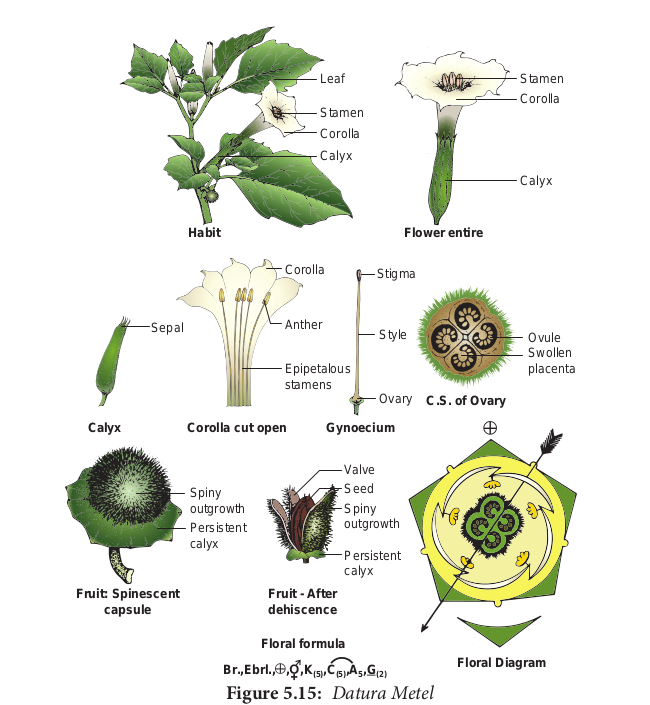 Leaf
Stamen
Corolla
Calyx
Habit
Stamen
Corolla
Calyx
Flower entire
Sepal
Calyx
Corolla
Anther
Epipetalous
stamens
Corolla cut open
Stigma
Style
Ovary
Gynoecium
Ovule
Swollen
placenta
C.S. of Ovary
Spiny
outgrowth
Persistent
calyx
Fruit: Spinescent
capsule
Valve
Seed
Spiny
outgrowth
Persistent
calyx
Fruit - After
dehiscence
Floral Diagram
Floral formula
Br.,Ebrl.,⊕,⚥,K(5),C(5),A5,G(2)
Figure 5.15: Datura Metel